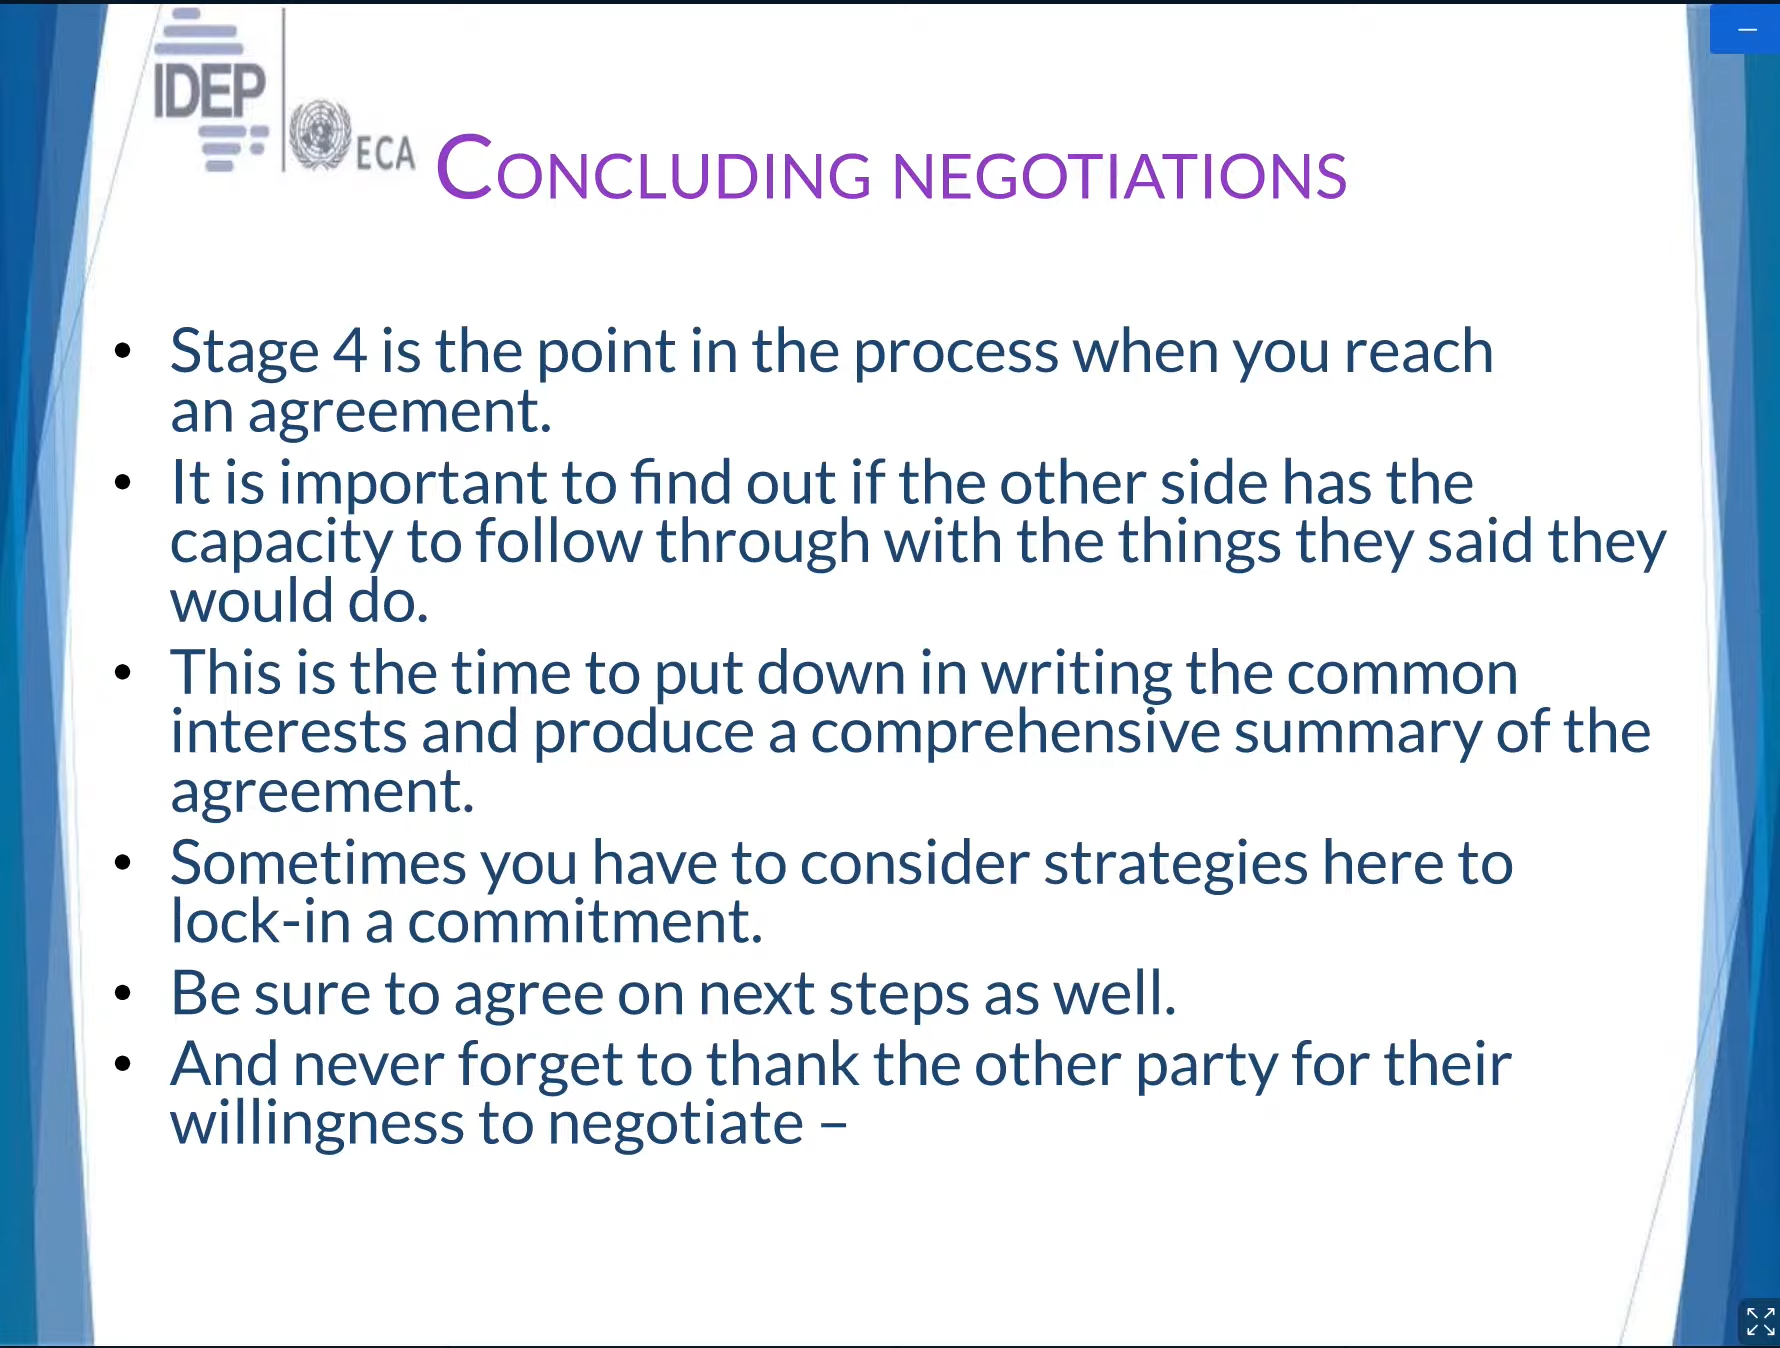 IDEP
ECA
CONCLUDING NEGOTIATIONS
• Stage 4 is the point in the process when you reach
an agreement.
• It is important to find out if the other side has the
capacity to follow through with the things they said they
would do.
• This is the time to put down in writing the common
interests and produce a comprehensive summary of the
agreement.
• Sometimes you have to consider strategies here to
lock-in a commitment.
• Be sure to agree on next steps as well.
• And never forget to thank the other party for their
willingness to negotiate –